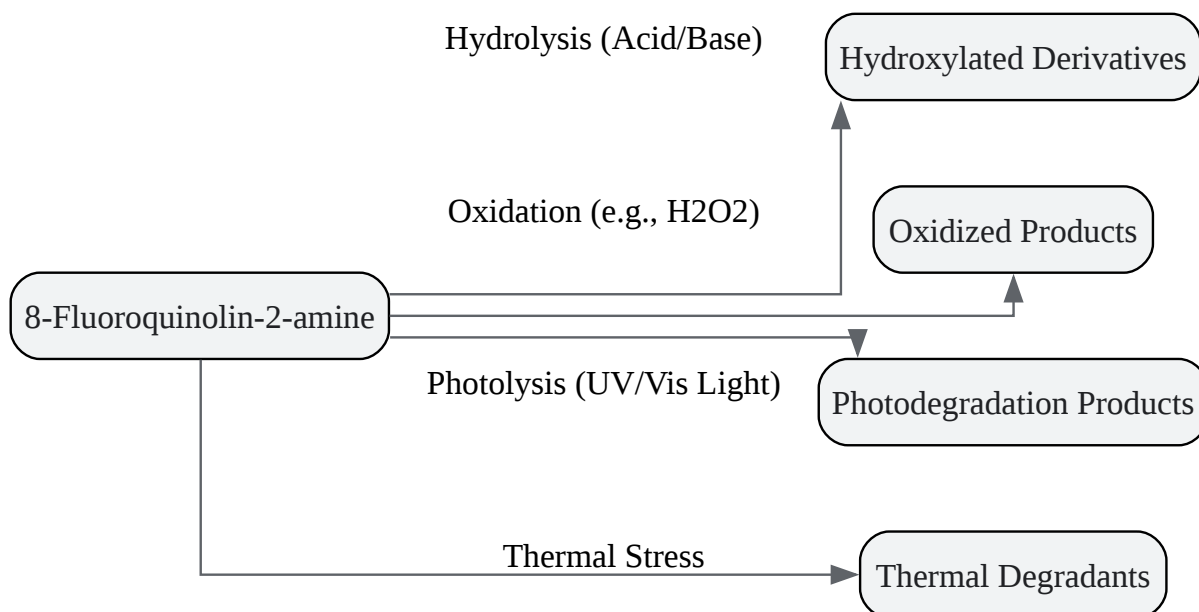 Hydrolysis (Acid/Base)
Hydroxylated Derivatives
Oxidation (e.g., H2O2)
Oxidized Products
8-Fluoroquinolin-2-amine
Photolysis (UV/Vis Light)
Photodegradation Products
Thermal Stress
Thermal Degradants